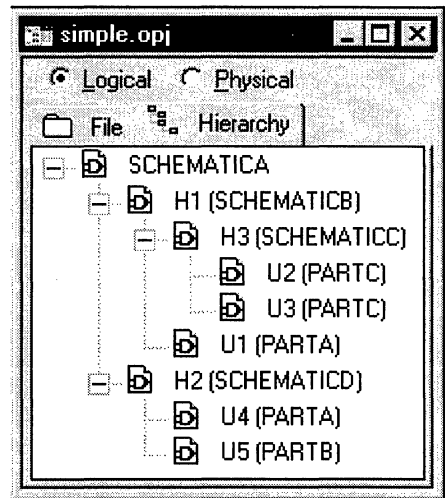 simple.opj
Logical Physical
File Hierarchy
SCHEMATICA
H1 (SCHEMATICB)
H3 (SCHEMATICC)
U2 (PARTC)
U3 (PARTC)
U1 (PARTA)
H2 (SCHEMATICD)
U4 (PARTA)
U5 (PARTB)